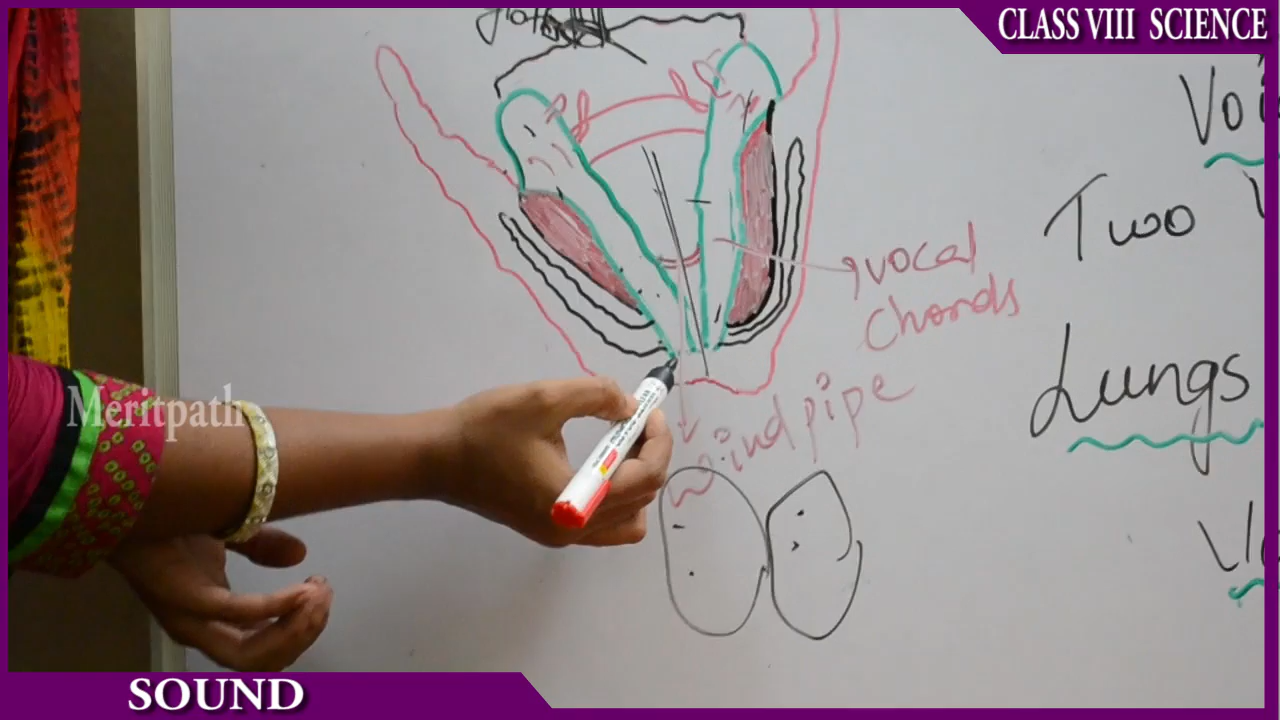 CLASS VIII SCIENCE
Two
vocal
chords
Lungs
windpipe
Meritpath
SOUND